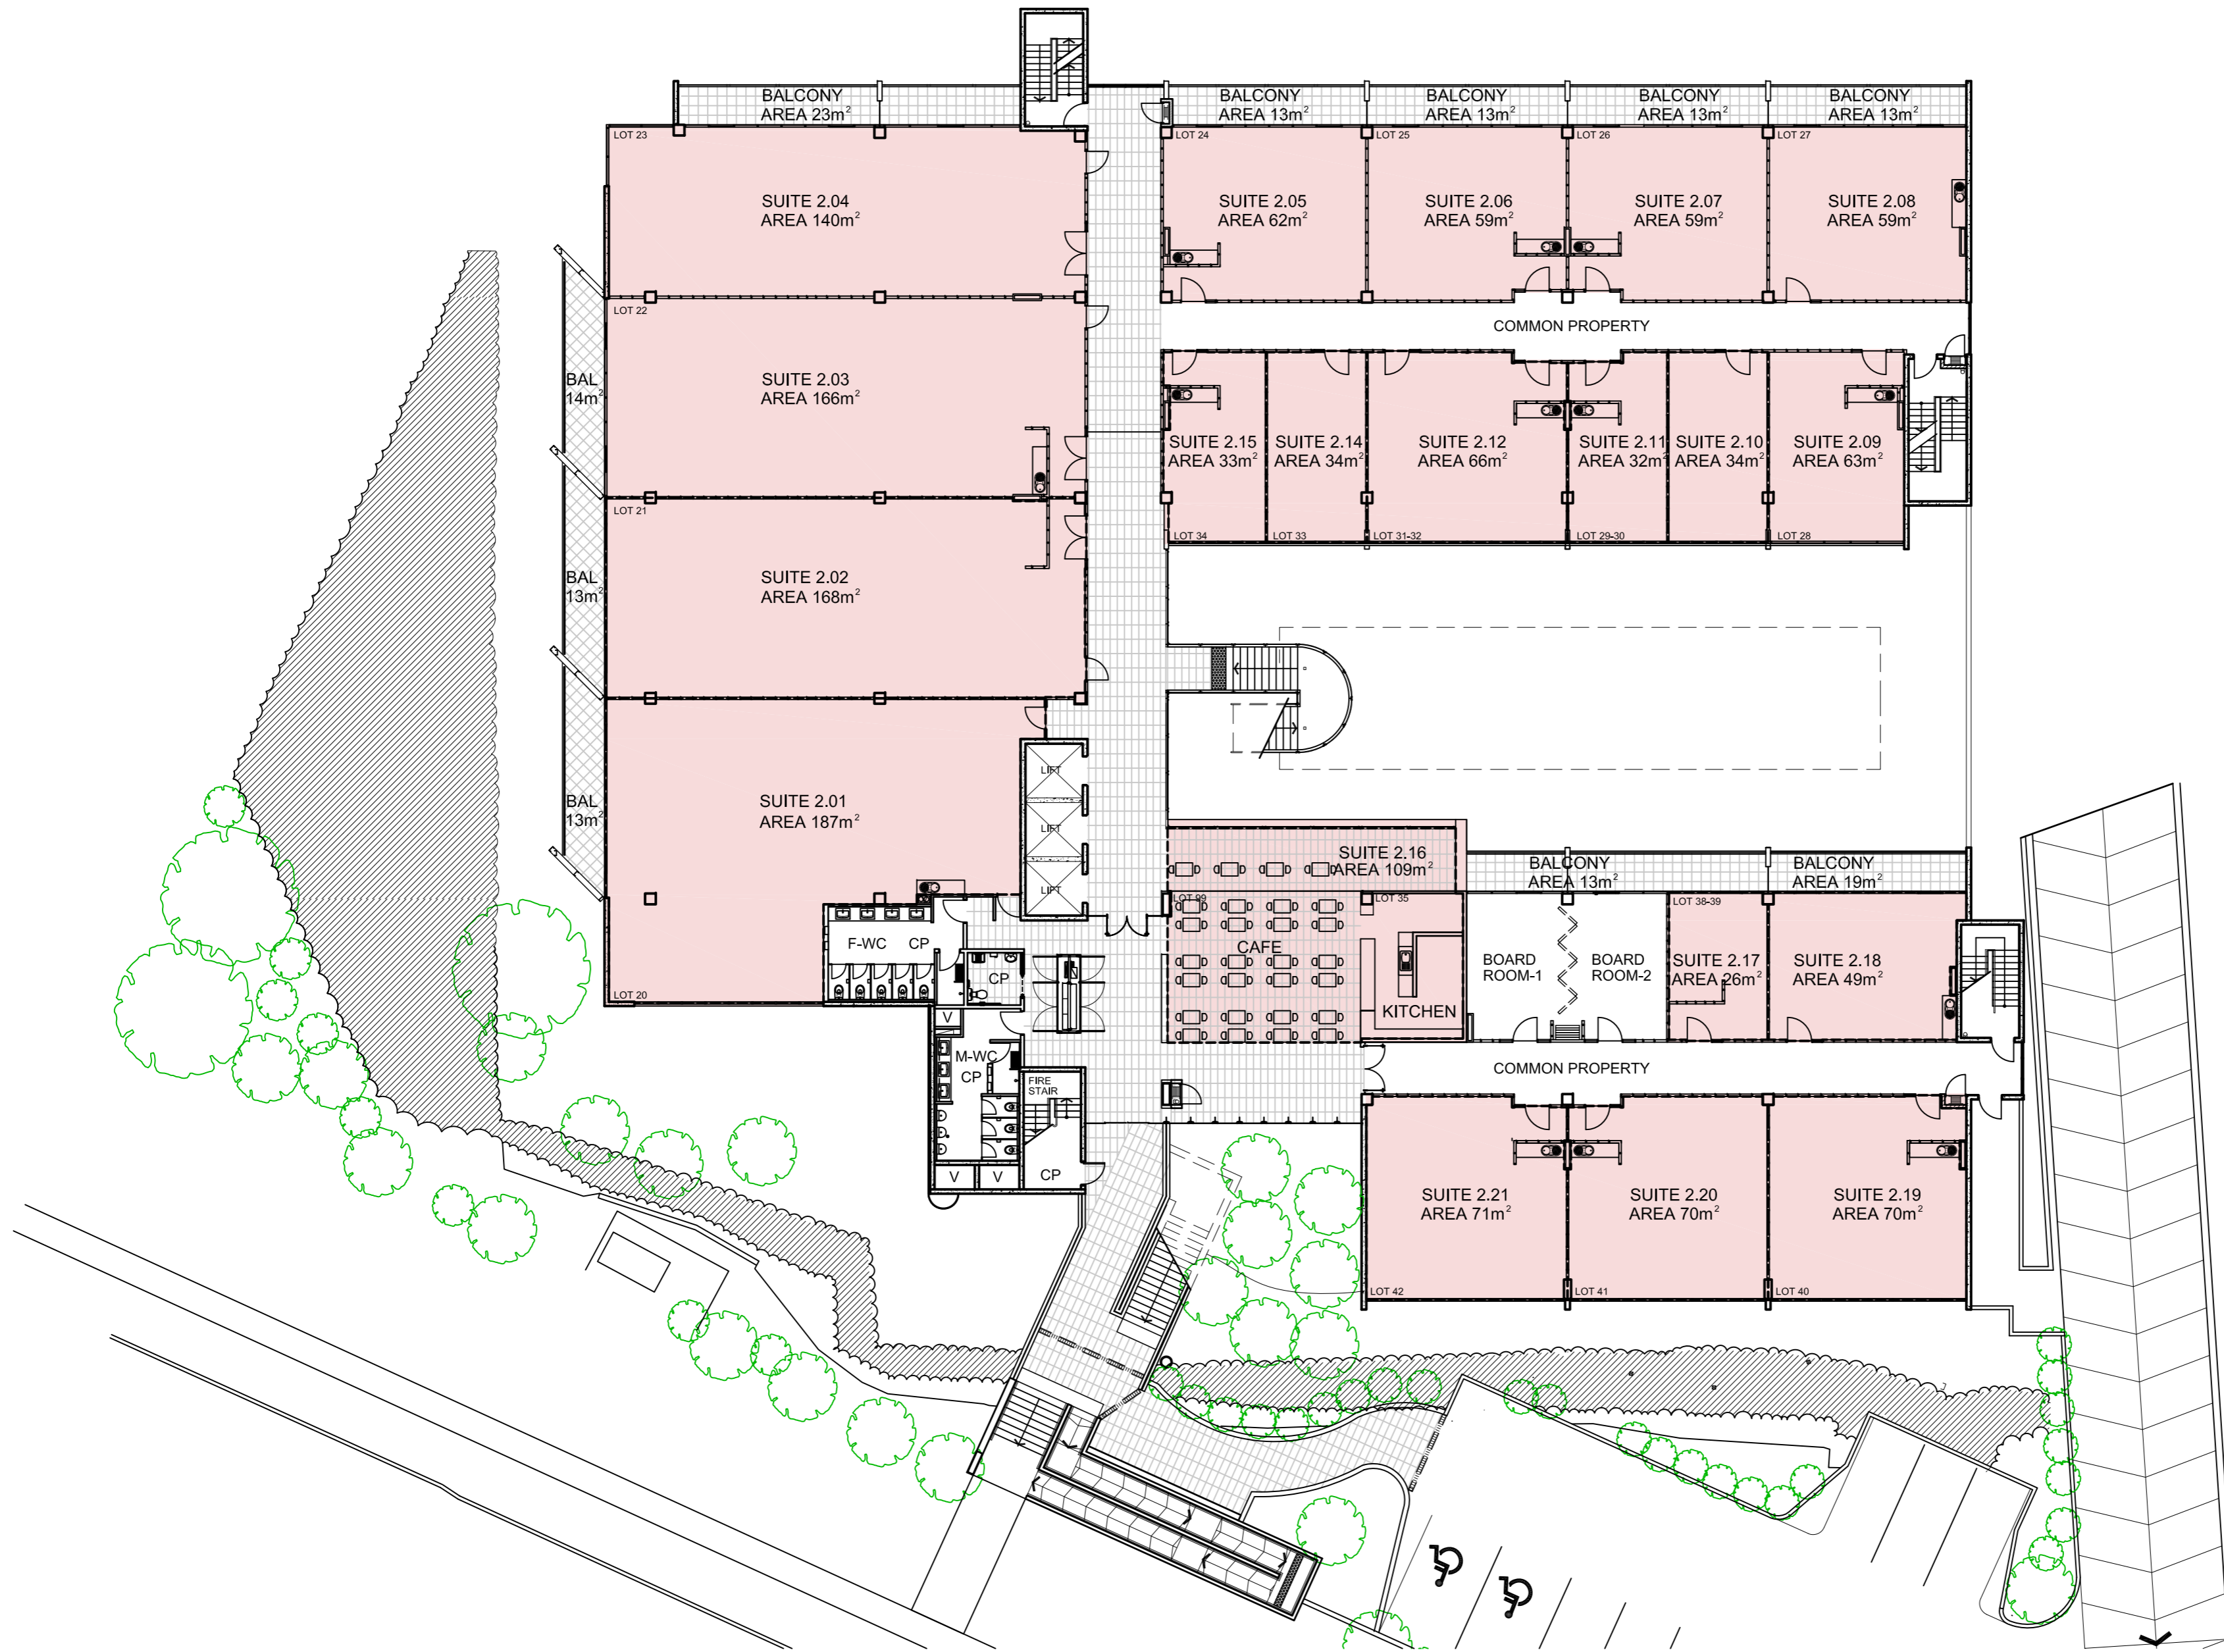 BALCONY
AREA 23m²
BALCONY
AREA 13m²
BALCONY
AREA 13m²
BALCONY
AREA 13m²
BALCONY
AREA 13m²
LOT 23
SUITE 2.04
AREA 140m²
LOT 24
SUITE 2.05
AREA 62m²
LOT 25
SUITE 2.06
AREA 59m²
LOT 26
SUITE 2.07
AREA 59m²
LOT 27
SUITE 2.08
AREA 59m²
COMMON PROPERTY
LOT 22
BAL
14m²
SUITE 2.03
AREA 166m²
SUITE 2.15
AREA 33m²
LOT 34
SUITE 2.14
AREA 34m²
LOT 33
SUITE 2.12
AREA 66m²
LOT 31-32
SUITE 2.11
AREA 32m²
LOT 29-30
SUITE 2.10
AREA 34m²
SUITE 2.09
AREA 63m²
LOT 28
LOT 21
BAL
13m²
SUITE 2.02
AREA 168m²
BAL
13m²
SUITE 2.01
AREA 187m²
LOT 20
LIFT
LIFT
LIFT
SUITE 2.16
AREA 109m²
LOT 99
CAFE
LOT 35
KITCHEN
BALCONY
AREA 13m²
BALCONY
AREA 19m²
BOARD
ROOM-1
BOARD
ROOM-2
LOT 38-39
SUITE 2.17
AREA 26m²
SUITE 2.18
AREA 49m²
F-WC
CP
CP
V
M-WC
CP
FIRE
STAIR
V
V
CP
COMMON PROPERTY
SUITE 2.21
AREA 71m²
LOT 42
SUITE 2.20
AREA 70m²
LOT 41
SUITE 2.19
AREA 70m²
LOT 40